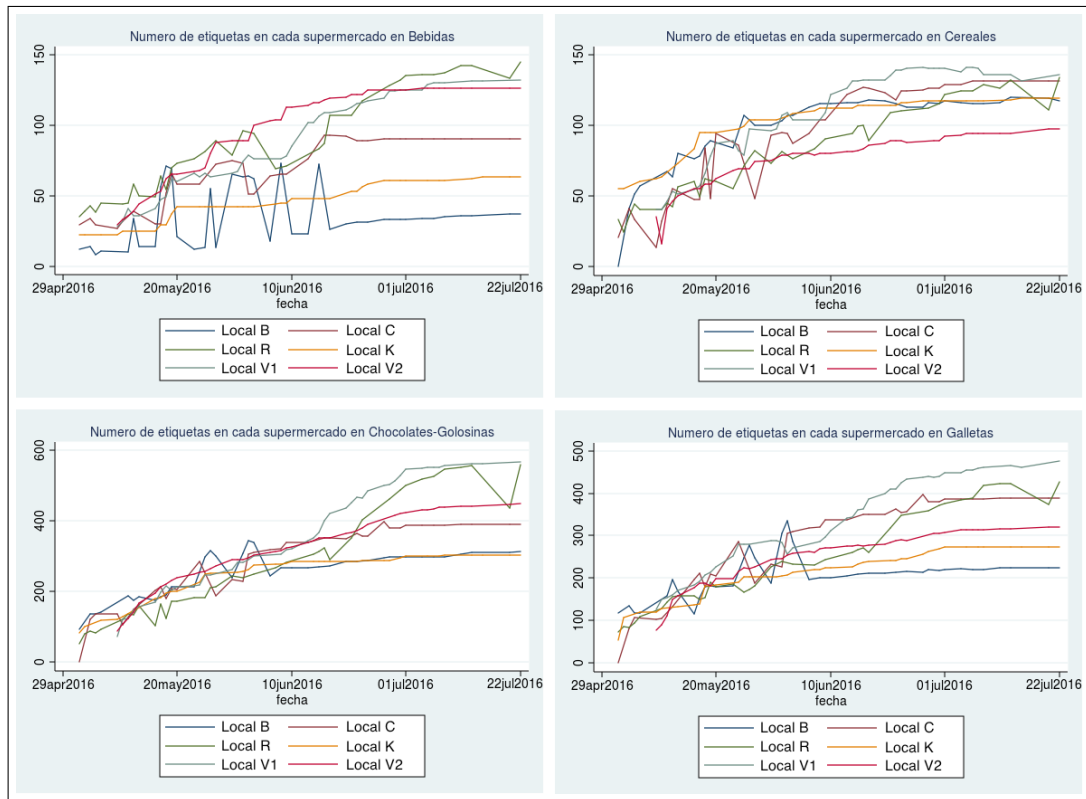 Numero de etiquetas en cada supermercado en Bebidas
150
100
50
0
29apr2016 20may2016 10jun2016 01jul2016 22jul2016
fecha
Local B Local C
Local R Local K
Local V1 Local V2
Numero de etiquetas en cada supermercado en Cereales
150
100
50
0
29apr2016 20may2016 10jun2016 01jul2016 22jul2016
fecha
Local B Local C
Local R Local K
Local V1 Local V2
Numero de etiquetas en cada supermercado en Chocolates-Golosinas
600
400
200
0
29apr2016 20may2016 10jun2016 01jul2016 22jul2016
fecha
Local B Local C
Local R Local K
Local V1 Local V2
Numero de etiquetas en cada supermercado en Galletas
500
400
300
200
100
0
29apr2016 20may2016 10jun2016 01jul2016 22jul2016
fecha
Local B Local C
Local R Local K
Local V1 Local V2